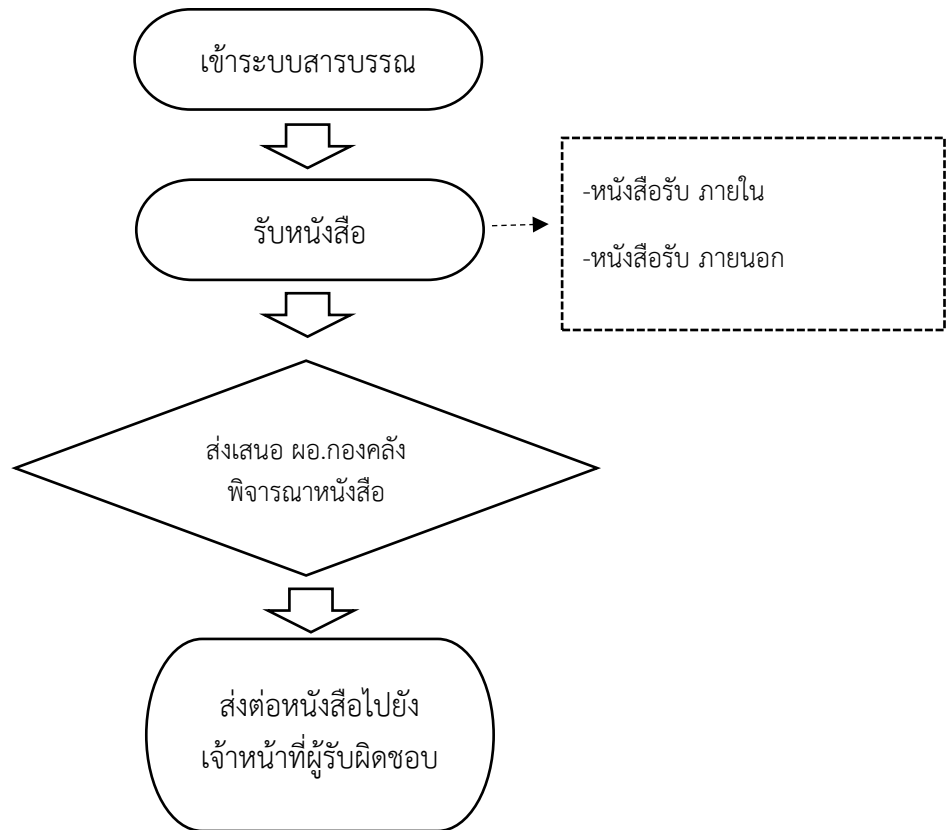 เข้าระบบสารบรรณ
รับหนังสือ
-หนังสือรับ ภายใน
-หนังสือรับ ภายนอก
ส่งเสนอ ผอ.กองคลัง
พิจารณาหนังสือ
ส่งต่อหนังสือไปยัง
เจ้าหน้าที่ผู้รับผิดชอบ